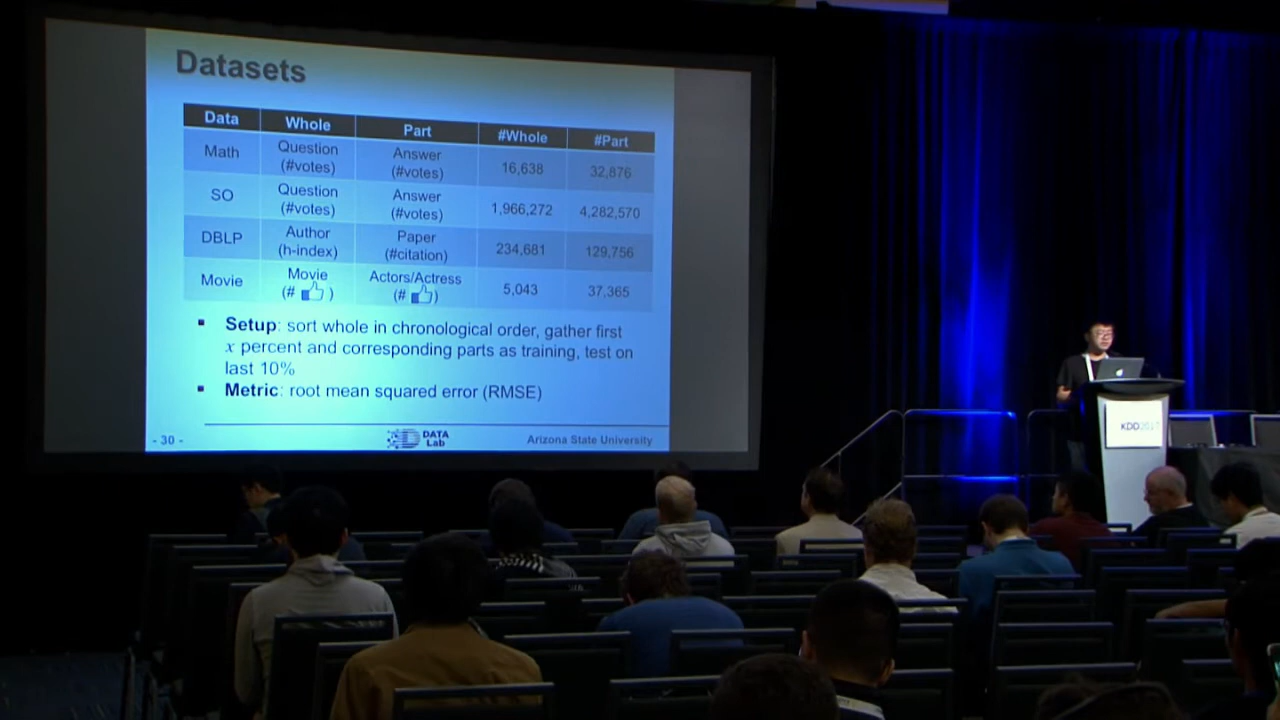 Datasets
Data Whole Part #Whole #Part
Math Question (#votes) Answer (#votes) 16,638 32,876
SO Question (#votes) Answer (#votes) 1,966,272 4,282,570
DBLP Author (h-index) Paper (#citation) 234,681 129,756
Movie Movie (# ) Actors/Actress (# ) 5,043 37,365
▪ Setup: sort whole in chronological order, gather first
x percent and corresponding parts as training, test on
last 10%
▪ Metric: root mean squared error (RMSE)
- 30 -
DATA
Lab
Arizona State University
KDD2017